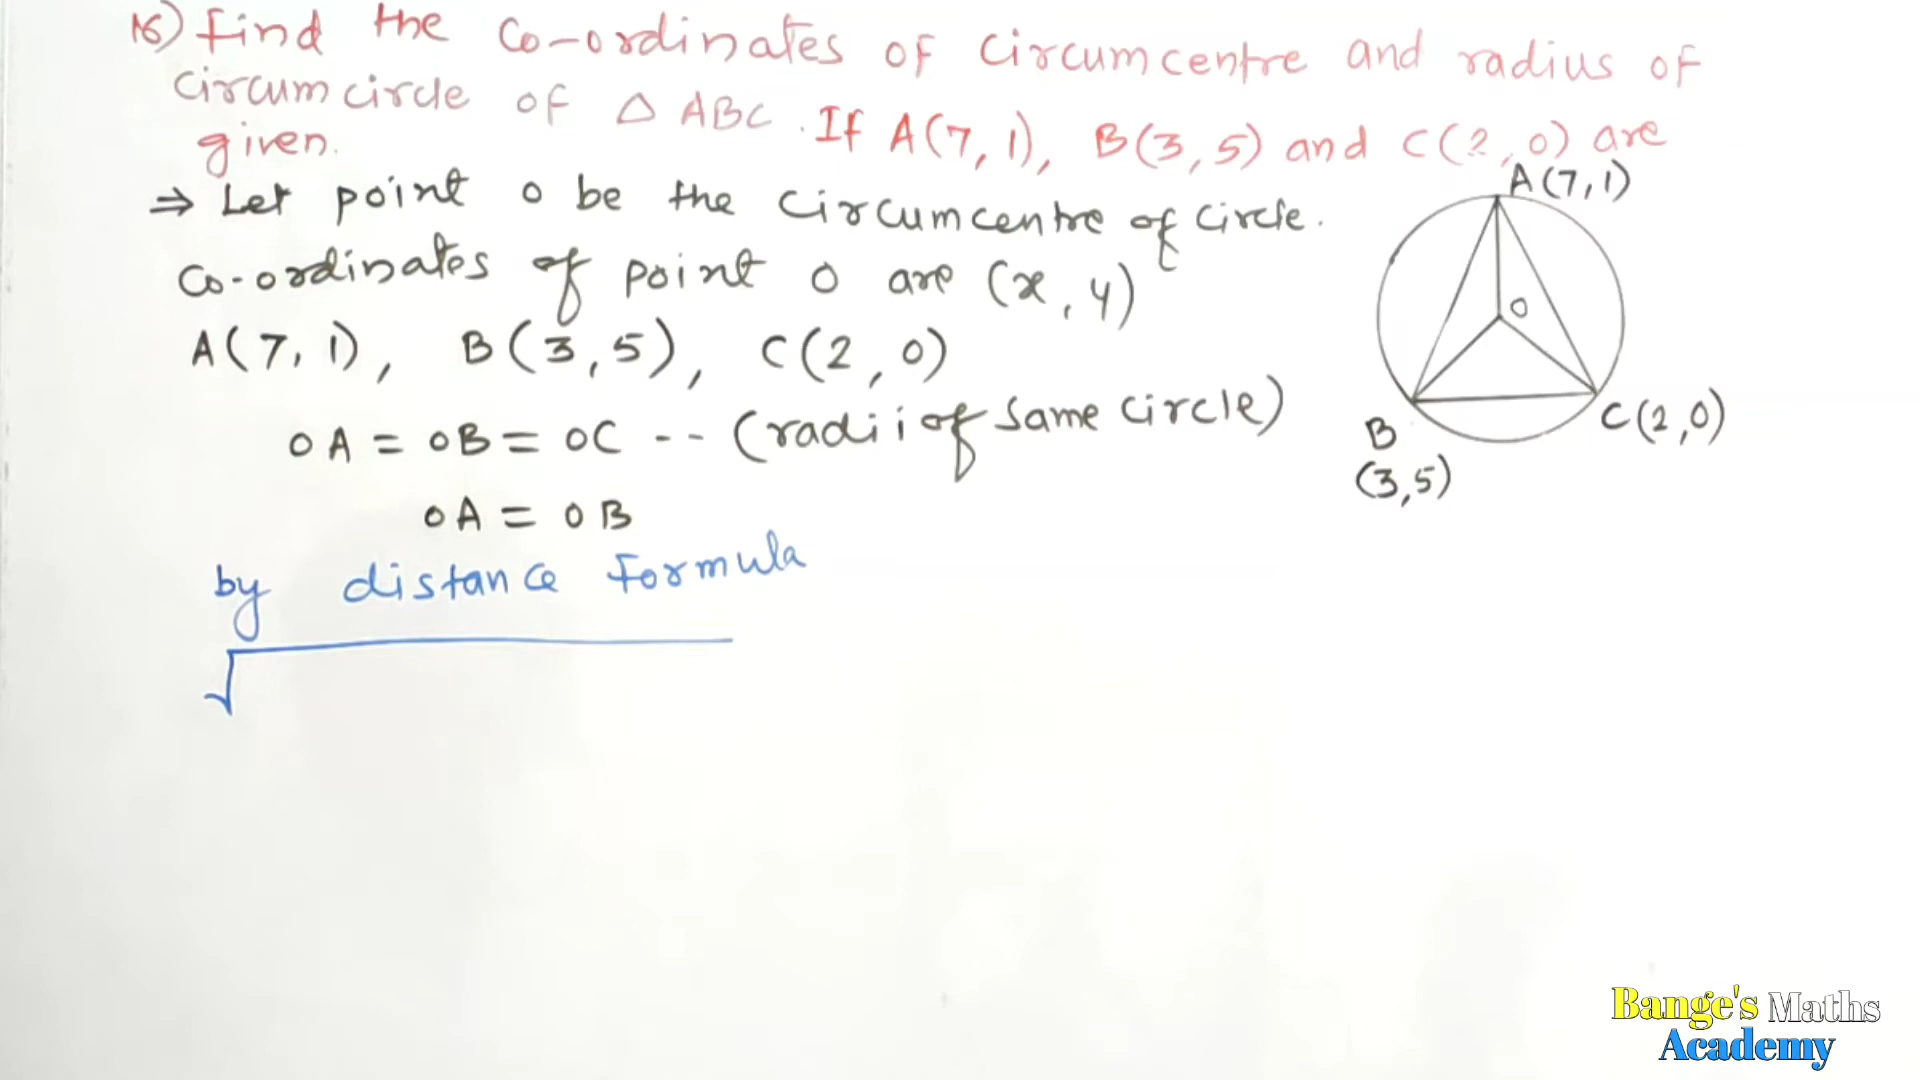 16) Find the Co-ordinates of circumcentre and radius of
circumcircle of △ ABC. If A(7,1), B(3,5) and C(2,0) are
given.
⇒ Let point O be the circumcentre of circle.
Co-ordinates of point O are (x,y)
A(7,1), B(3,5), C(2,0)
OA = OB = OC -- (radii of same circle)
OA = OB
by distance formula
√
A(7,1)
O
B
(3,5)
C(2,0)
Bange's Maths
Academy